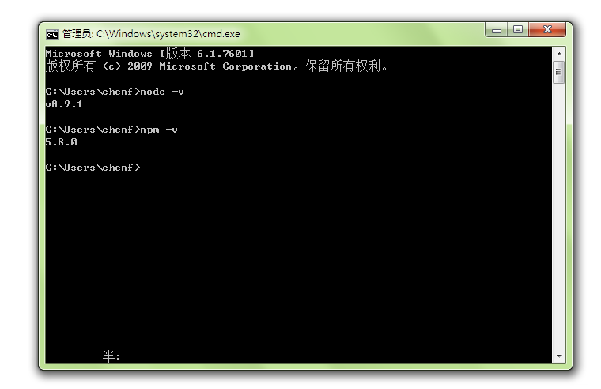 管理员: C:\Windows\system32\cmd.exe
Microsoft Windows [版本 6.1.7601]
版权所有 (c) 2009 Microsoft Corporation。保留所有权利。
C:\Users\chenf>node -v
v8.9.1
C:\Users\chenf>npm -v
5.8.0
C:\Users\chenf>
半: